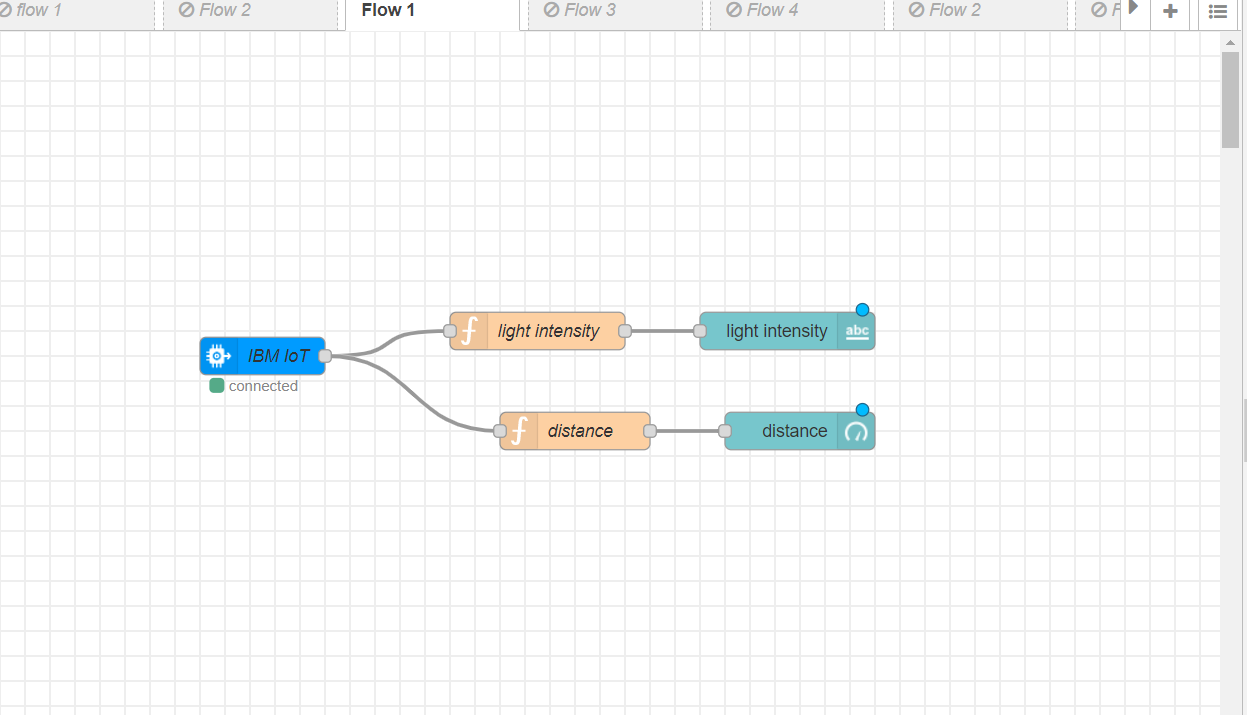 flow 1
Flow 2
Flow 1
Flow 3
Flow 4
Flow 2
light intensity
light intensity
abc
IBM IoT
connected
distance
distance